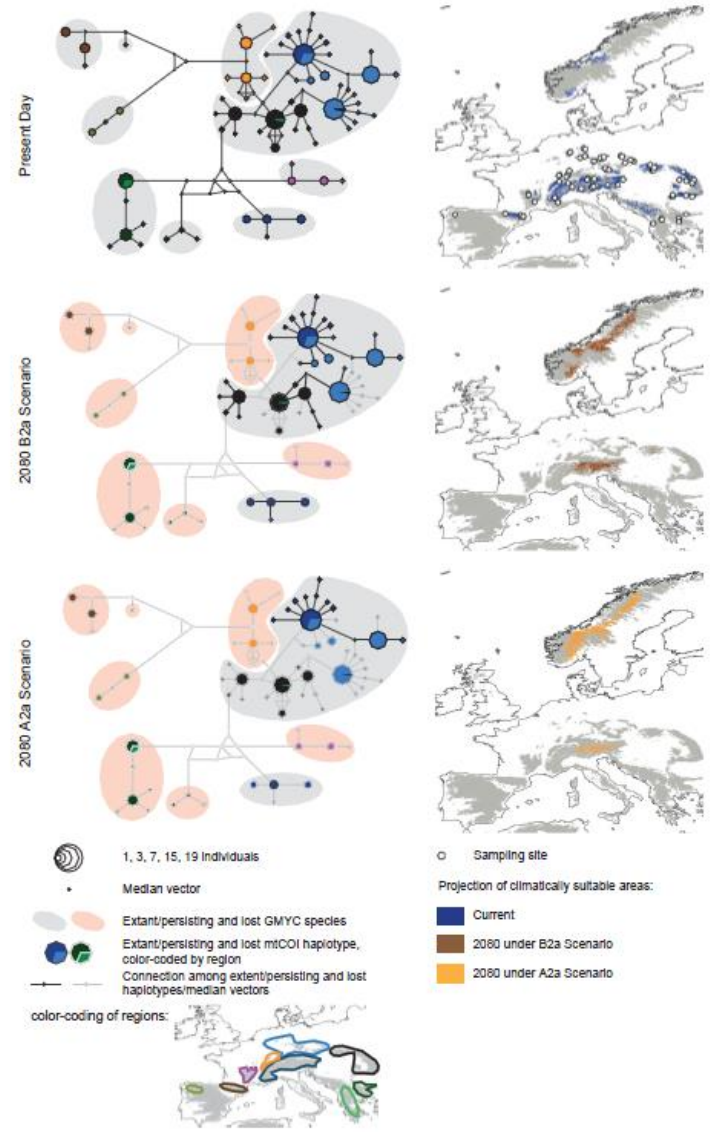 Present Day
2080 B2a Scenario
2080 A2a Scenario
1, 3, 7, 15, 19 Individuals
Median vector
Extant/persisting and lost GMYC species
Extant/persisting and lost mtCOI haplotype,
color-coded by region
Connection among extent/persisting and lost
haplotypes/median vectors
color-coding of regions:
Sampling site
Projection of climatically suitable areas:
Current
2080 under B2a Scenario
2080 under A2a Scenario